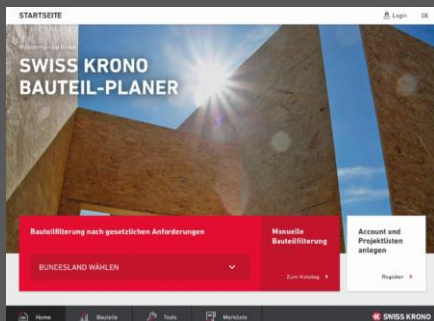 STARTSEITE
Login DE
SWISS KRONO
BAUTEIL-PLANER
Bauteilfilterung nach gesetzlichen Anforderungen
BUNDESLAND WÄHLEN
Manuelle
Bauteilfilterung
Zum Katalog
Account und
Projektlisten
anlegen
Register
Home Bauteile Tools Merkliste SWISS KRONO